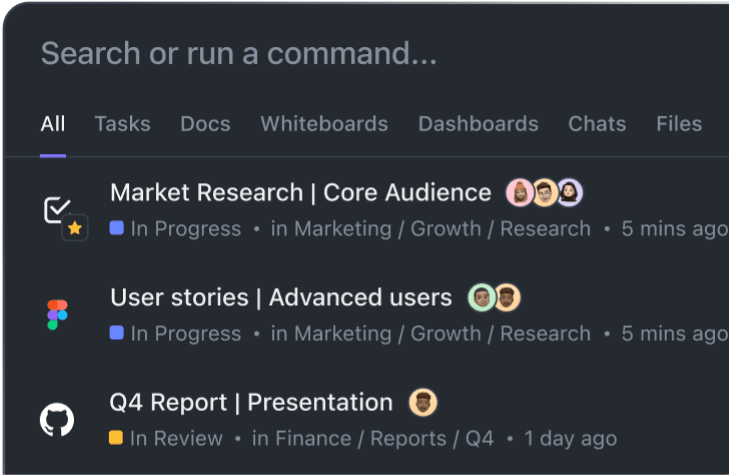 Search or run a command...
All Tasks Docs Whiteboards Dashboards Chats Files
Market Research | Core Audience
In Progress • in Marketing / Growth / Research • 5 mins ago
User stories | Advanced users
In Progress • in Marketing / Growth / Research • 5 mins ago
Q4 Report | Presentation
In Review • in Finance / Reports / Q4 • 1 day ago